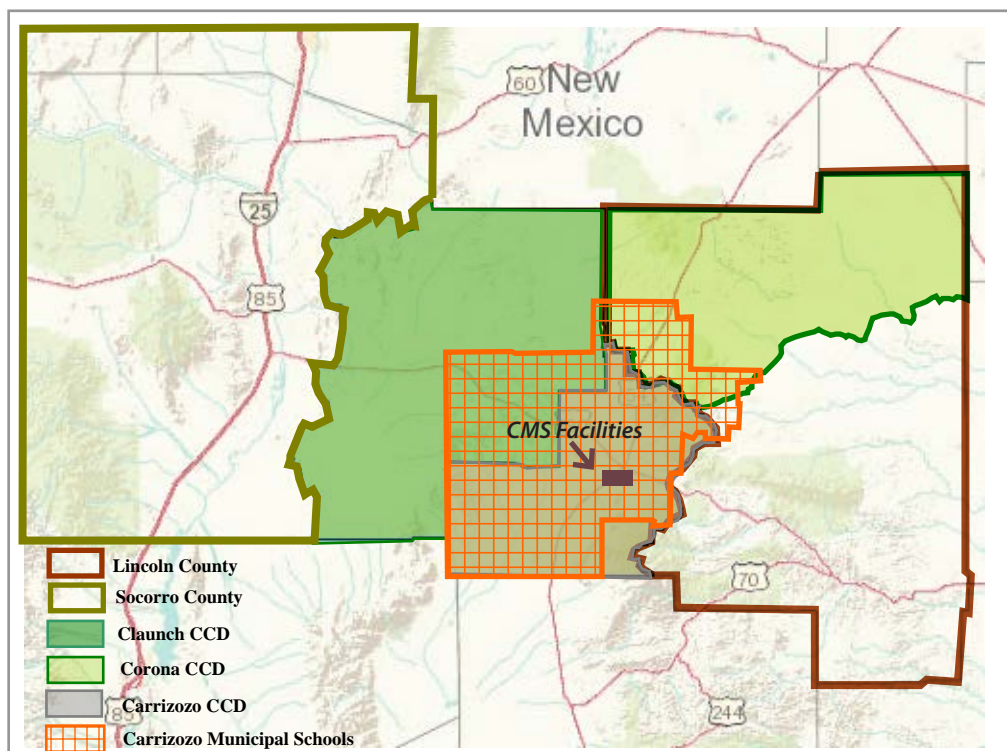 60
New
Mexico
25
85
CMS Facilities
70
Lincoln County
Socorro County
Claunch CCD
Corona CCD
Carrizozo CCD
85
244
Carrizozo Municipal Schools